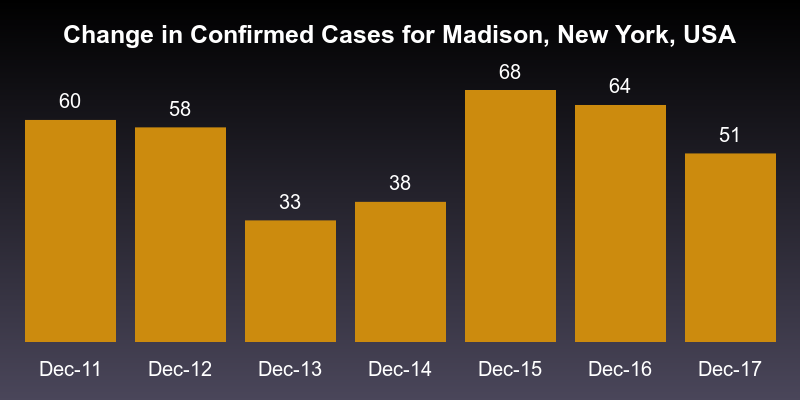 Change in Confirmed Cases for Madison, New York, USA
60
58
33
38
68
64
51
Dec-11
Dec-12
Dec-13
Dec-14
Dec-15
Dec-16
Dec-17